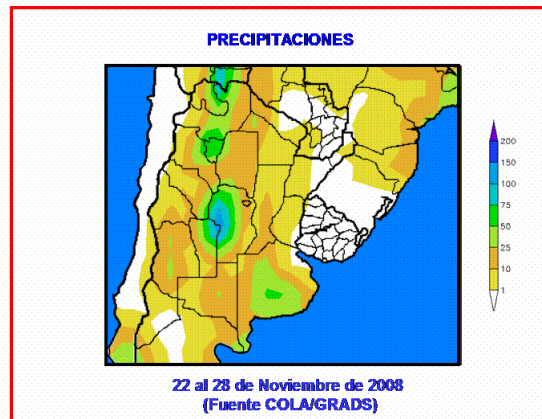 PRECIPITACIONES
200
150
100
75
50
25
10
1
22 al 28 de Noviembre de 2008
(Fuente COLA/GRADS)